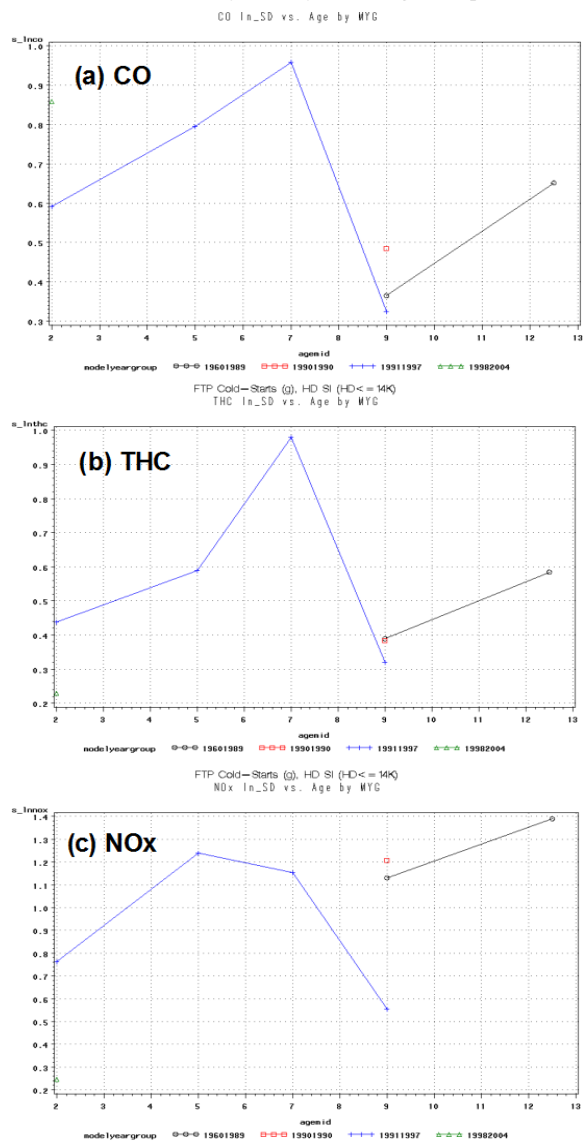 CO ln_SD vs. Age by MYG
s_lnco
(a) CO
1.0
0.9
0.8
0.7
0.6
0.5
0.4
0.3
2 3 4 5 6 7 8 9 10 11 12 13
agemid
modelyeargroup 19601989 19901990 19911997 19982004
FTP Cold-Starts (g), HD SI (HD<=14K)
THC ln_SD vs. Age by MYG
s_lnthc
(b) THC
1.0
0.9
0.8
0.7
0.6
0.5
0.4
0.3
0.2
2 3 4 5 6 7 8 9 10 11 12 13
agemid
modelyeargroup 19601989 19901990 19911997 19982004
FTP Cold-Starts (g), HD SI (HD<=14K)
NOx ln_SD vs. Age by MYG
s_lnnox
(c) NOx
1.4
1.3
1.2
1.1
1.0
0.9
0.8
0.7
0.6
0.5
0.4
0.3
0.2
2 3 4 5 6 7 8 9 10 11 12 13
agemid
modelyeargroup 19601989 19901990 19911997 19982004